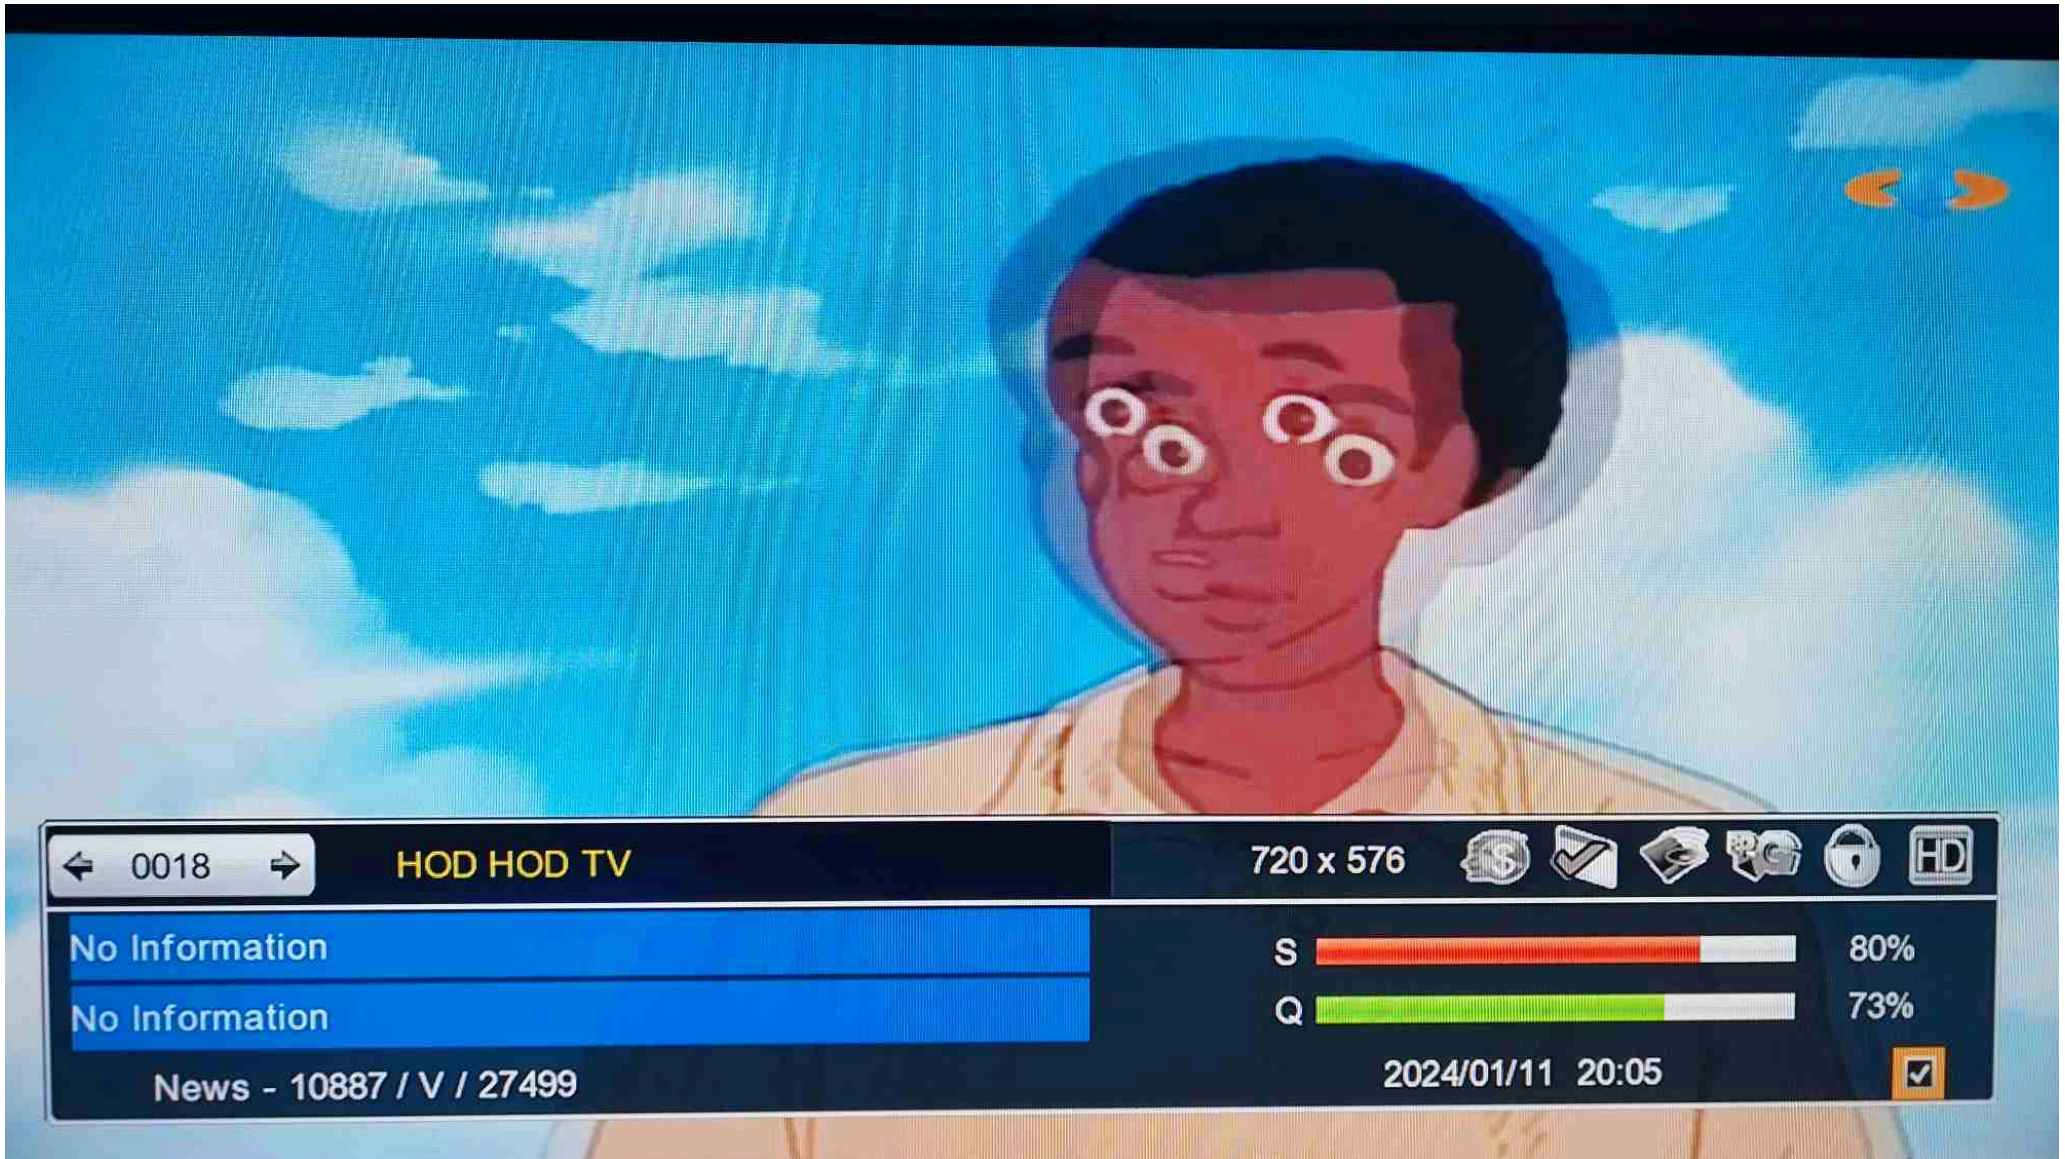 0018
HOD HOD TV
720 x 576
$
G
HD
No Information
No Information
S 80%
Q 73%
News - 10887 / V / 27499
2024/01/11 20:05